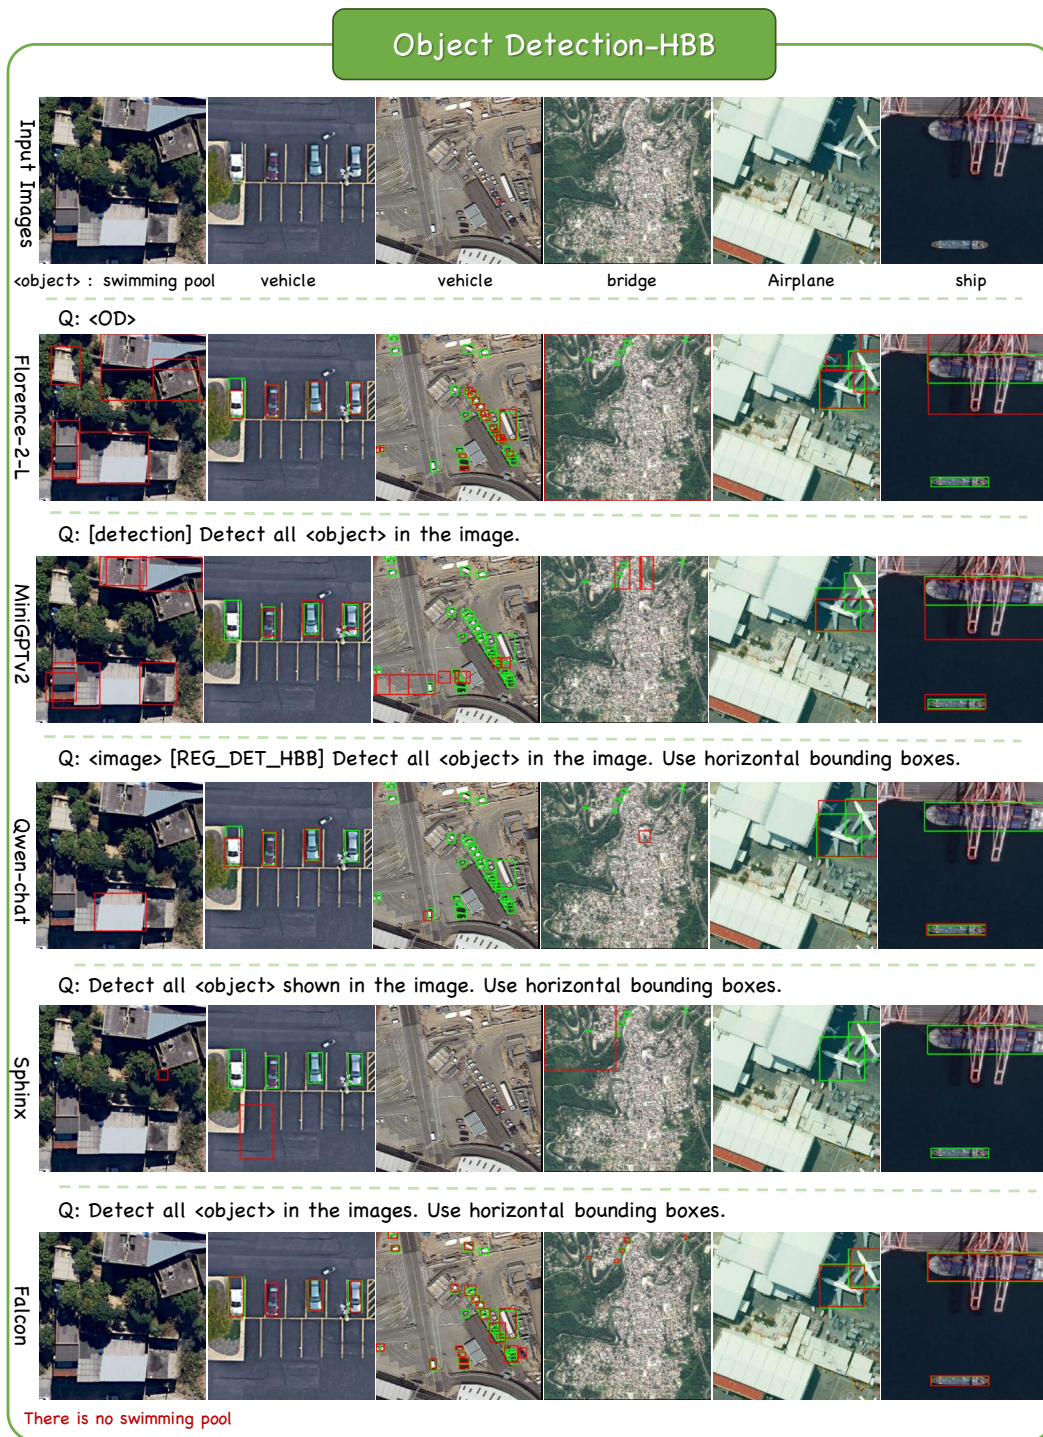 Object Detection-HBB
Input Images
<object> : swimming pool vehicle vehicle bridge Airplane ship
Q: <OD>
Florence-2-L
Q: [detection] Detect all <object> in the image.
MiniGPTv2
Q: <image> [REG_DET_HBB] Detect all <object> in the image. Use horizontal bounding boxes.
Qwen-chat
Q: Detect all <object> shown in the image. Use horizontal bounding boxes.
Sphinx
Q: Detect all <object> in the images. Use horizontal bounding boxes.
Falcon
There is no swimming pool